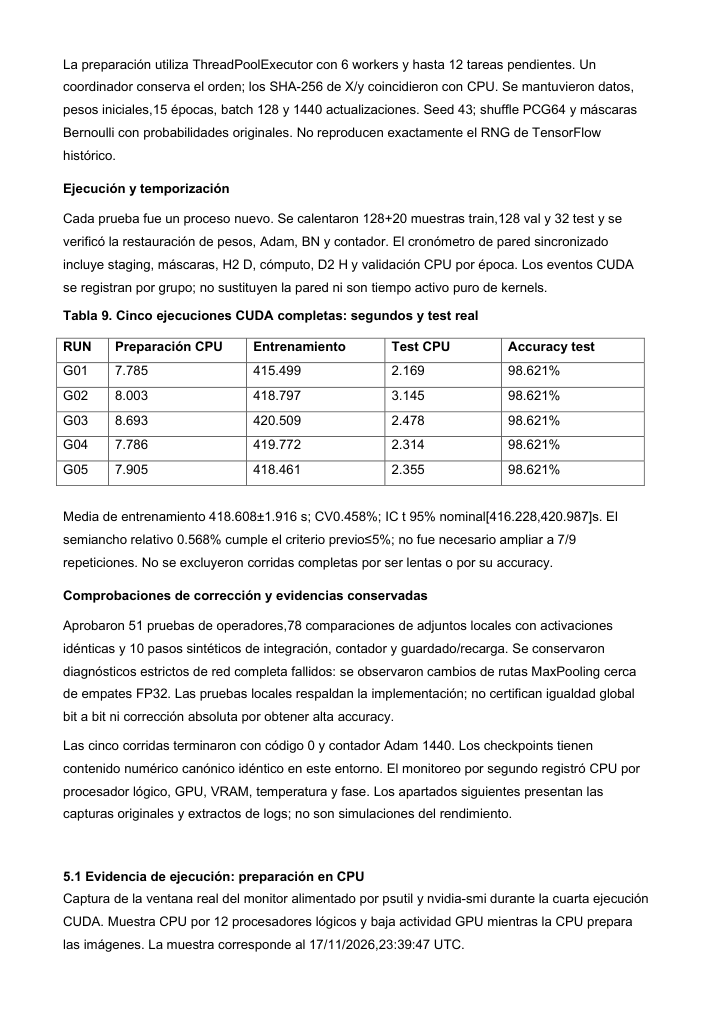 La preparación utiliza ThreadPoolExecutor con 6 workers y hasta 12 tareas pendientes. Un
coordinador conserva el orden; los SHA-256 de X/y coincidieron con CPU. Se mantuvieron datos,
pesos iniciales,15 épocas, batch 128 y 1440 actualizaciones. Seed 43; shuffle PCG64 y máscaras
Bernoulli con probabilidades originales. No reproducen exactamente el RNG de TensorFlow
histórico.
Ejecución y temporización
Cada prueba fue un proceso nuevo. Se calentaron 128+20 muestras train,128 val y 32 test y se
verificó la restauración de pesos, Adam, BN y contador. El cronómetro de pared sincronizado
incluye staging, máscaras, H2 D, cómputo, D2 H y validación CPU por época. Los eventos CUDA
se registran por grupo; no sustituyen la pared ni son tiempo activo puro de kernels.
Tabla 9. Cinco ejecuciones CUDA completas: segundos y test real
RUN Preparación CPU Entrenamiento Test CPU Accuracy test
G01 7.785 415.499 2.169 98.621%
G02 8.003 418.797 3.145 98.621%
G03 8.693 420.509 2.478 98.621%
G04 7.786 419.772 2.314 98.621%
G05 7.905 418.461 2.355 98.621%
Media de entrenamiento 418.608±1.916 s; CV0.458%; IC t 95% nominal[416.228,420.987]s. El
semiancho relativo 0.568% cumple el criterio previo≤5%; no fue necesario ampliar a 7/9
repeticiones. No se excluyeron corridas completas por ser lentas o por su accuracy.
Comprobaciones de corrección y evidencias conservadas
Aprobaron 51 pruebas de operadores,78 comparaciones de adjuntos locales con activaciones
idénticas y 10 pasos sintéticos de integración, contador y guardado/recarga. Se conservaron
diagnósticos estrictos de red completa fallidos: se observaron cambios de rutas MaxPooling cerca
de empates FP32. Las pruebas locales respaldan la implementación; no certifican igualdad global
bit a bit ni corrección absoluta por obtener alta accuracy.
Las cinco corridas terminaron con código 0 y contador Adam 1440. Los checkpoints tienen
contenido numérico canónico idéntico en este entorno. El monitoreo por segundo registró CPU por
procesador lógico, GPU, VRAM, temperatura y fase. Los apartados siguientes presentan las
capturas originales y extractos de logs; no son simulaciones del rendimiento.
5.1 Evidencia de ejecución: preparación en CPU
Captura de la ventana real del monitor alimentado por psutil y nvidia-smi durante la cuarta ejecución
CUDA. Muestra CPU por 12 procesadores lógicos y baja actividad GPU mientras la CPU prepara
las imágenes. La muestra corresponde al 17/11/2026,23:39:47 UTC.